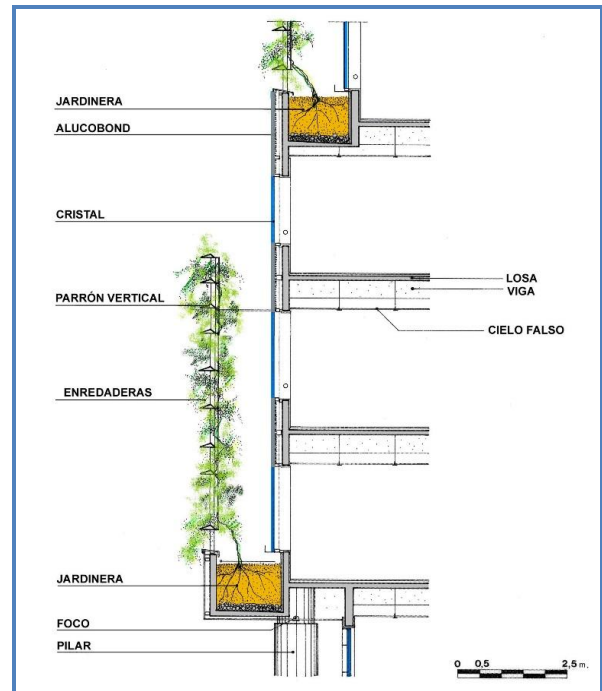 JARDINERA
ALUCOBOND
CRISTAL
LOSA
VIGA
PARRÓN VERTICAL
CIELO FALSO
ENREDADERAS
JARDINERA
FOCO
PILAR
0 0,5 2,5 m.